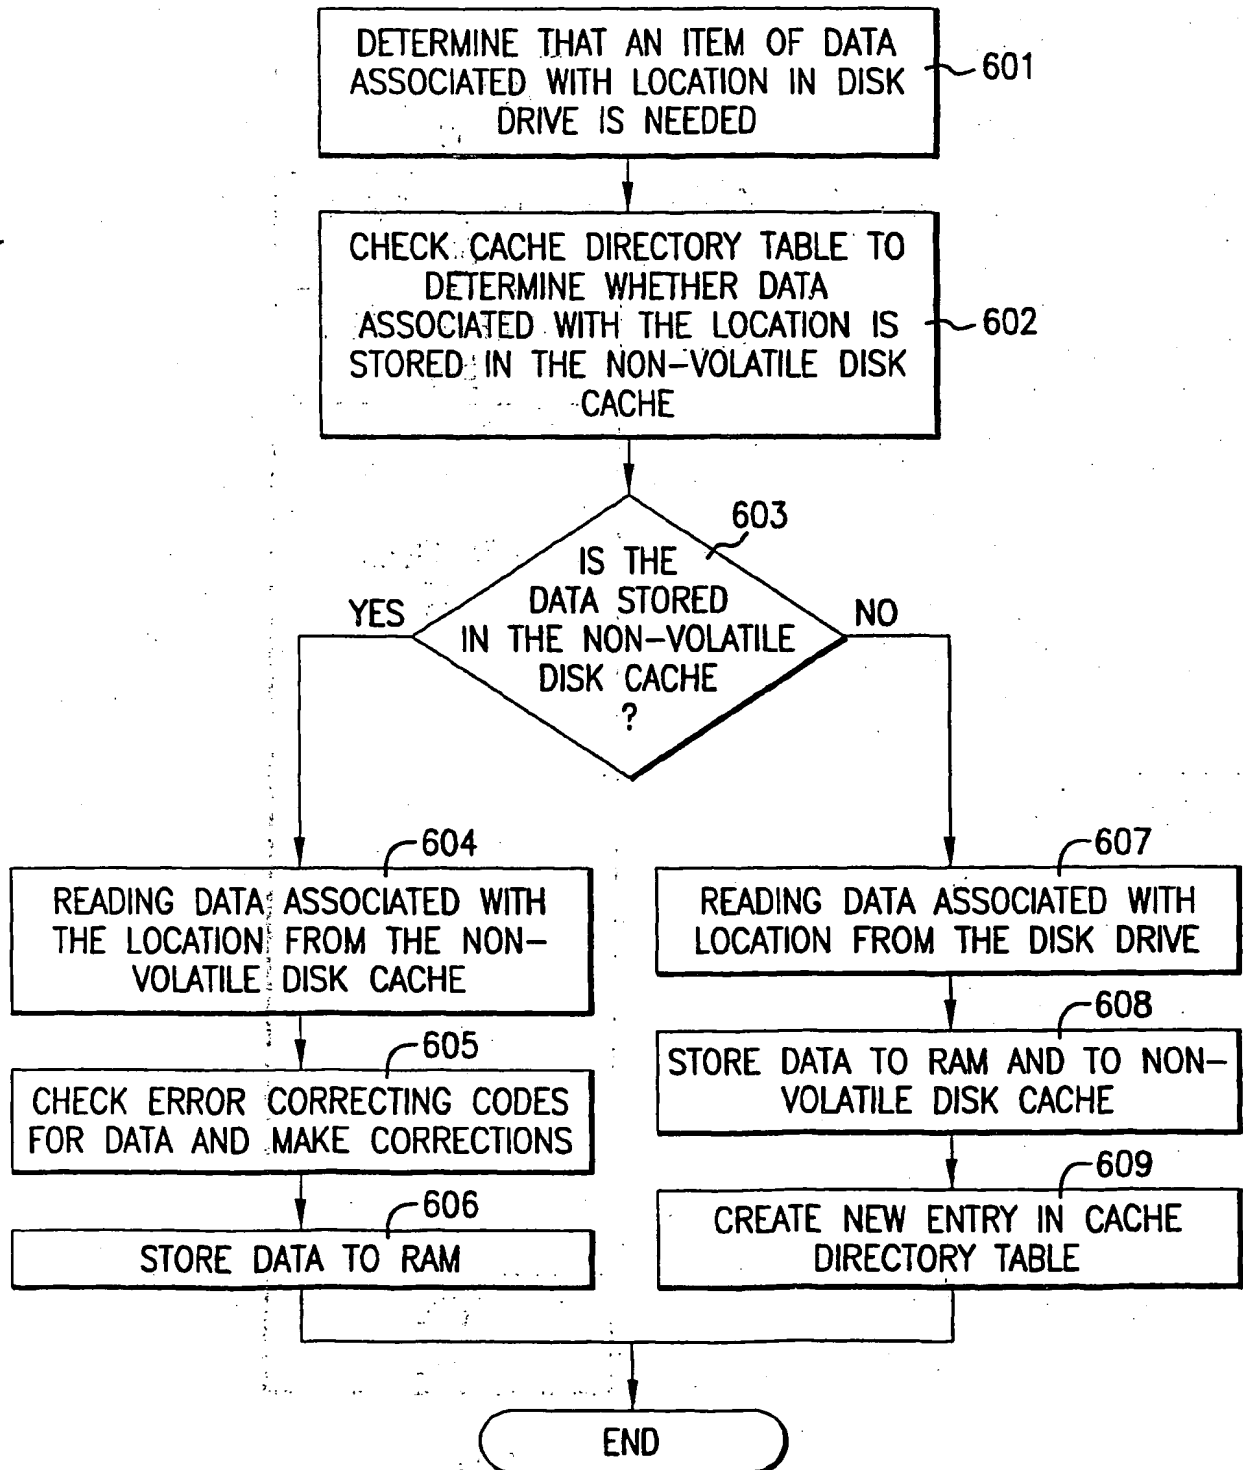 DETERMINE THAT AN ITEM OF DATA
ASSOCIATED WITH LOCATION IN DISK
DRIVE IS NEEDED
601
CHECK CACHE DIRECTORY TABLE TO
DETERMINE WHETHER DATA
ASSOCIATED WITH THE LOCATION IS
STORED IN THE NON-VOLATILE DISK
CACHE
602
603
IS THE
DATA STORED
IN THE NON-VOLATILE
DISK CACHE
?
YES
NO
604
READING DATA ASSOCIATED WITH
THE LOCATION FROM THE NON-
VOLATILE DISK CACHE
605
CHECK ERROR CORRECTING CODES
FOR DATA AND MAKE CORRECTIONS
606
STORE DATA TO RAM
607
READING DATA ASSOCIATED WITH
LOCATION FROM THE DISK DRIVE
608
STORE DATA TO RAM AND TO NON-
VOLATILE DISK CACHE
609
CREATE NEW ENTRY IN CACHE
DIRECTORY TABLE
END